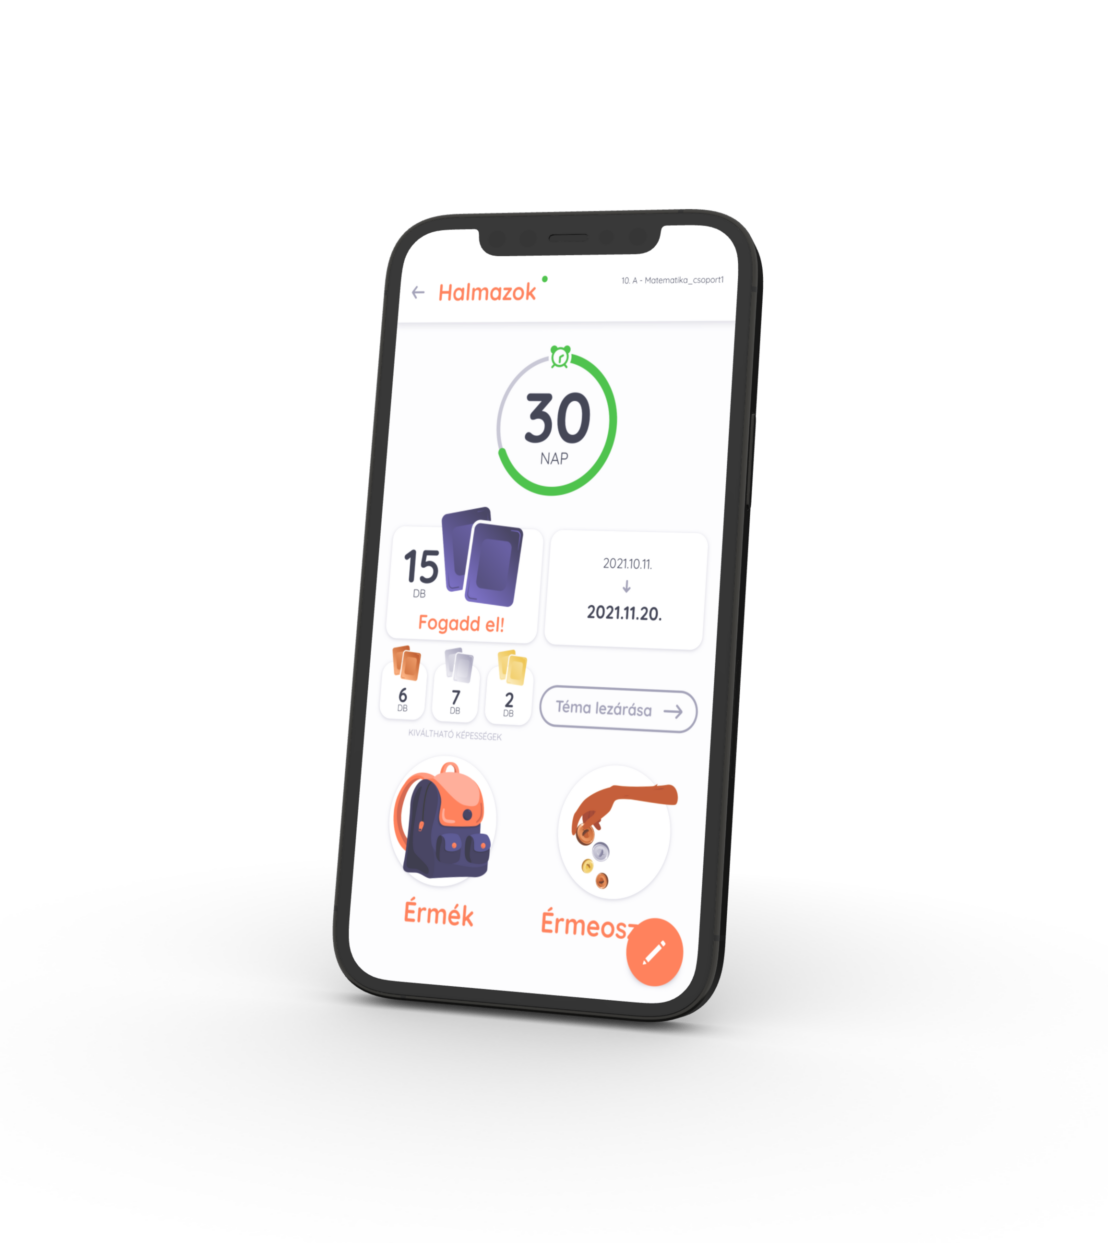 Halmazok
10. A - Matematika_csoport1
30
NAP
15
DB
Fogadd el!
2021.10.11.
2021.11.20.
6
DB
7
DB
2
DB
KIVÁLTHATÓ KÉPESSÉGEK
Téma lezárása
Érmék
Érmeosz